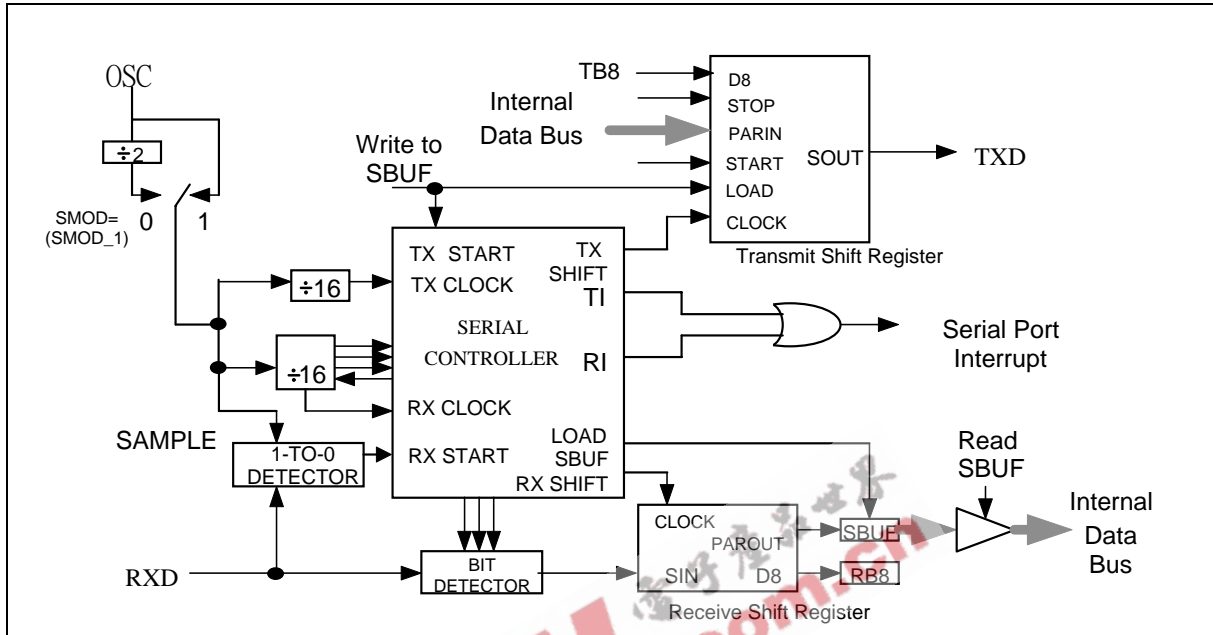 OSC
÷2
SMOD=
(SMOD_1)
0
1
TB8
Internal
Data Bus
D8
STOP
PARIN
START
LOAD
CLOCK
SOUT
TXD
Transmit Shift Register
Write to
SBUF
÷16
÷16
TX START
TX CLOCK
SERIAL
CONTROLLER
RX CLOCK
RX START
TX
SHIFT
TI
RI
LOAD
SBUF
RX SHIFT
Serial Port
Interrupt
SAMPLE
1-TO-0
DETECTOR
RXD
BIT
DETECTOR
CLOCK
PAROUT
SIN
D8
Receive Shift Register
SBUF
RB8
Read
SBUF
Internal
Data
Bus
om.cn